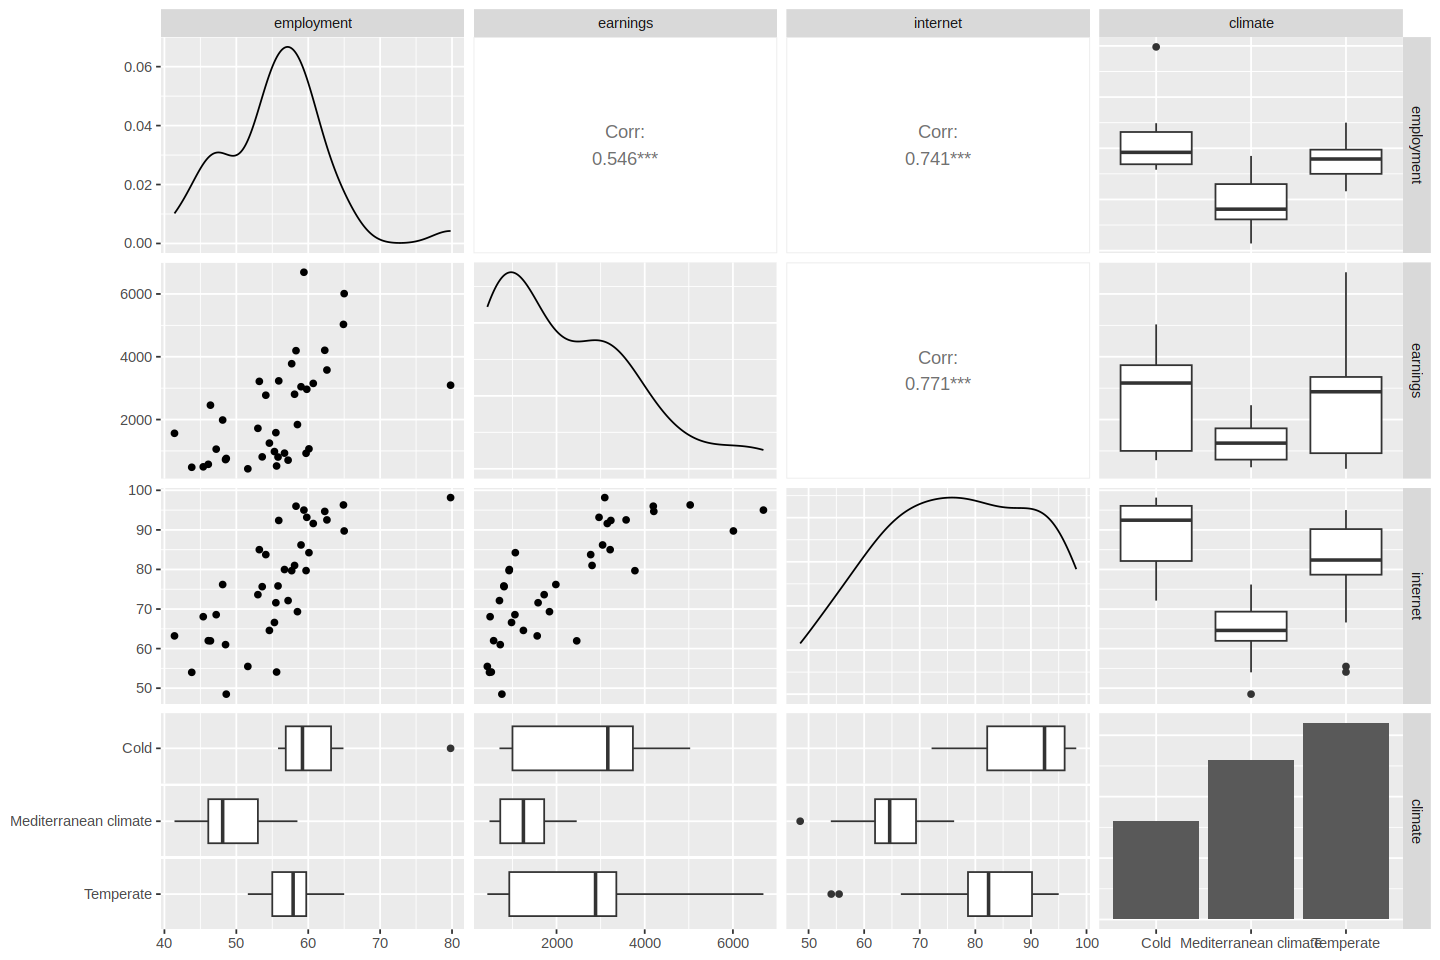 employment
earnings
internet
climate
0.06
0.04
0.02
0.00
Corr:
0.546***
Corr:
0.741***
employment
6000
4000
2000
Corr:
0.771***
earnings
100
90
80
70
60
50
internet
Cold
Mediterranean climate
Temperate
climate
40 50 60 70 80
2000 4000 6000
50 60 70 80 90 100
Cold Mediterranean climate Temperate